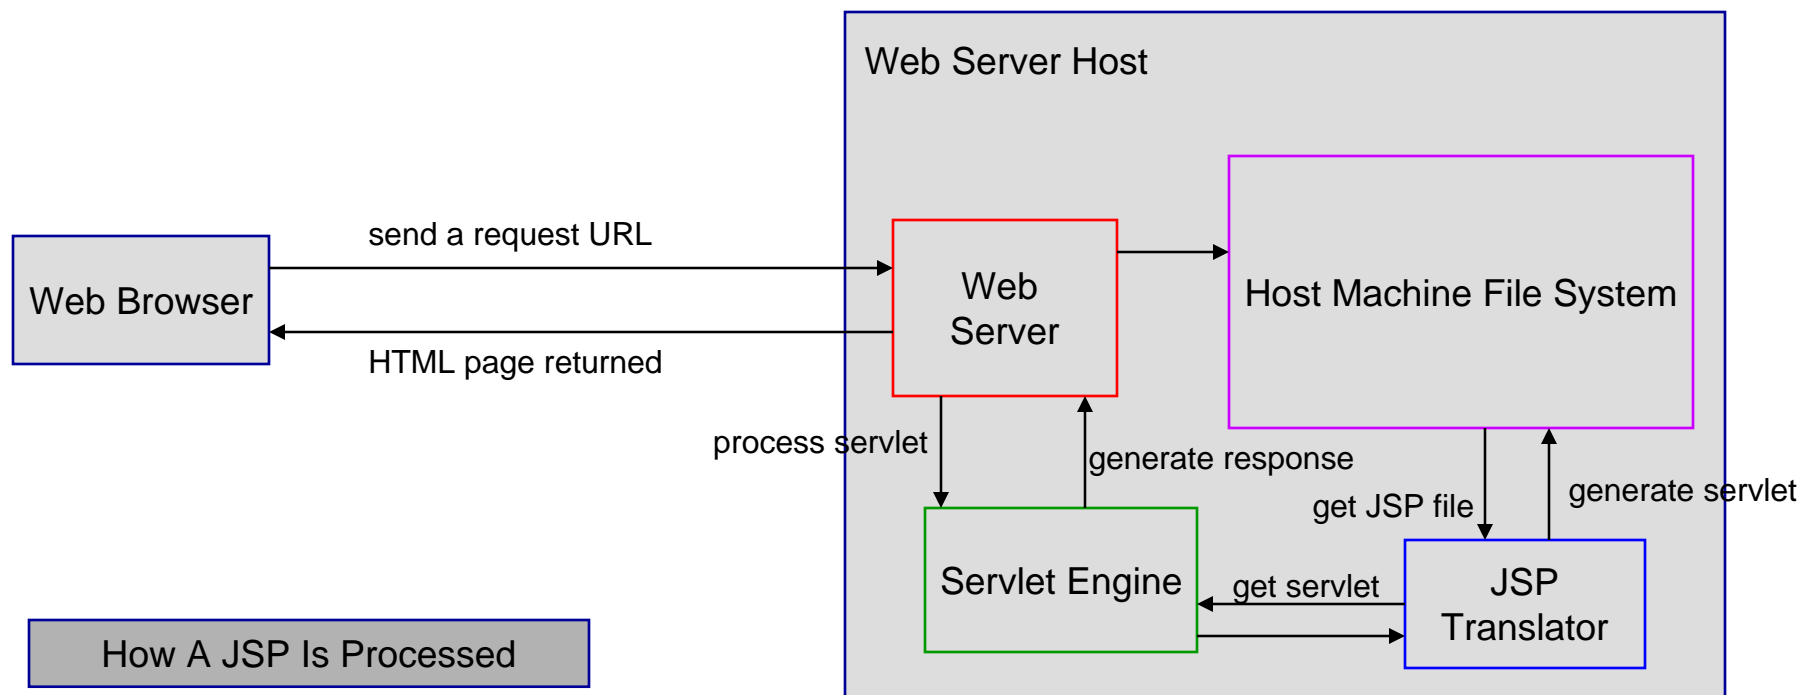 Web Server Host
send a request URL
Web Browser
HTML page returned
Web
Server
Host Machine File System
process servlet
generate response
get JSP file
generate servlet
Servlet Engine
get servlet
JSP
Translator
How A JSP Is Processed